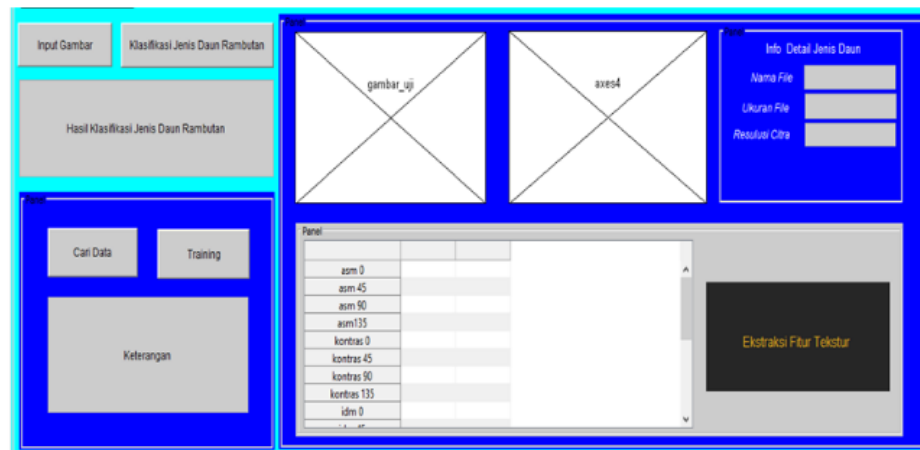 Input Gambar
Klasifikasi Jenis Daun Rambutan
Hasil Klasifikasi Jenis Daun Rambutan
Panel
Cari Data
Training
Keterangan
Panel
gambar_uji
axes4
Panel
Info Detail Jenis Daun
Nama File
Ukuran File
Resulusi Citra
Panel
asm 0
asm 45
asm 90
asm135
kontras 0
kontras 45
kontras 90
kontras 135
idm 0
Ekstraksi Fitur Tekstur